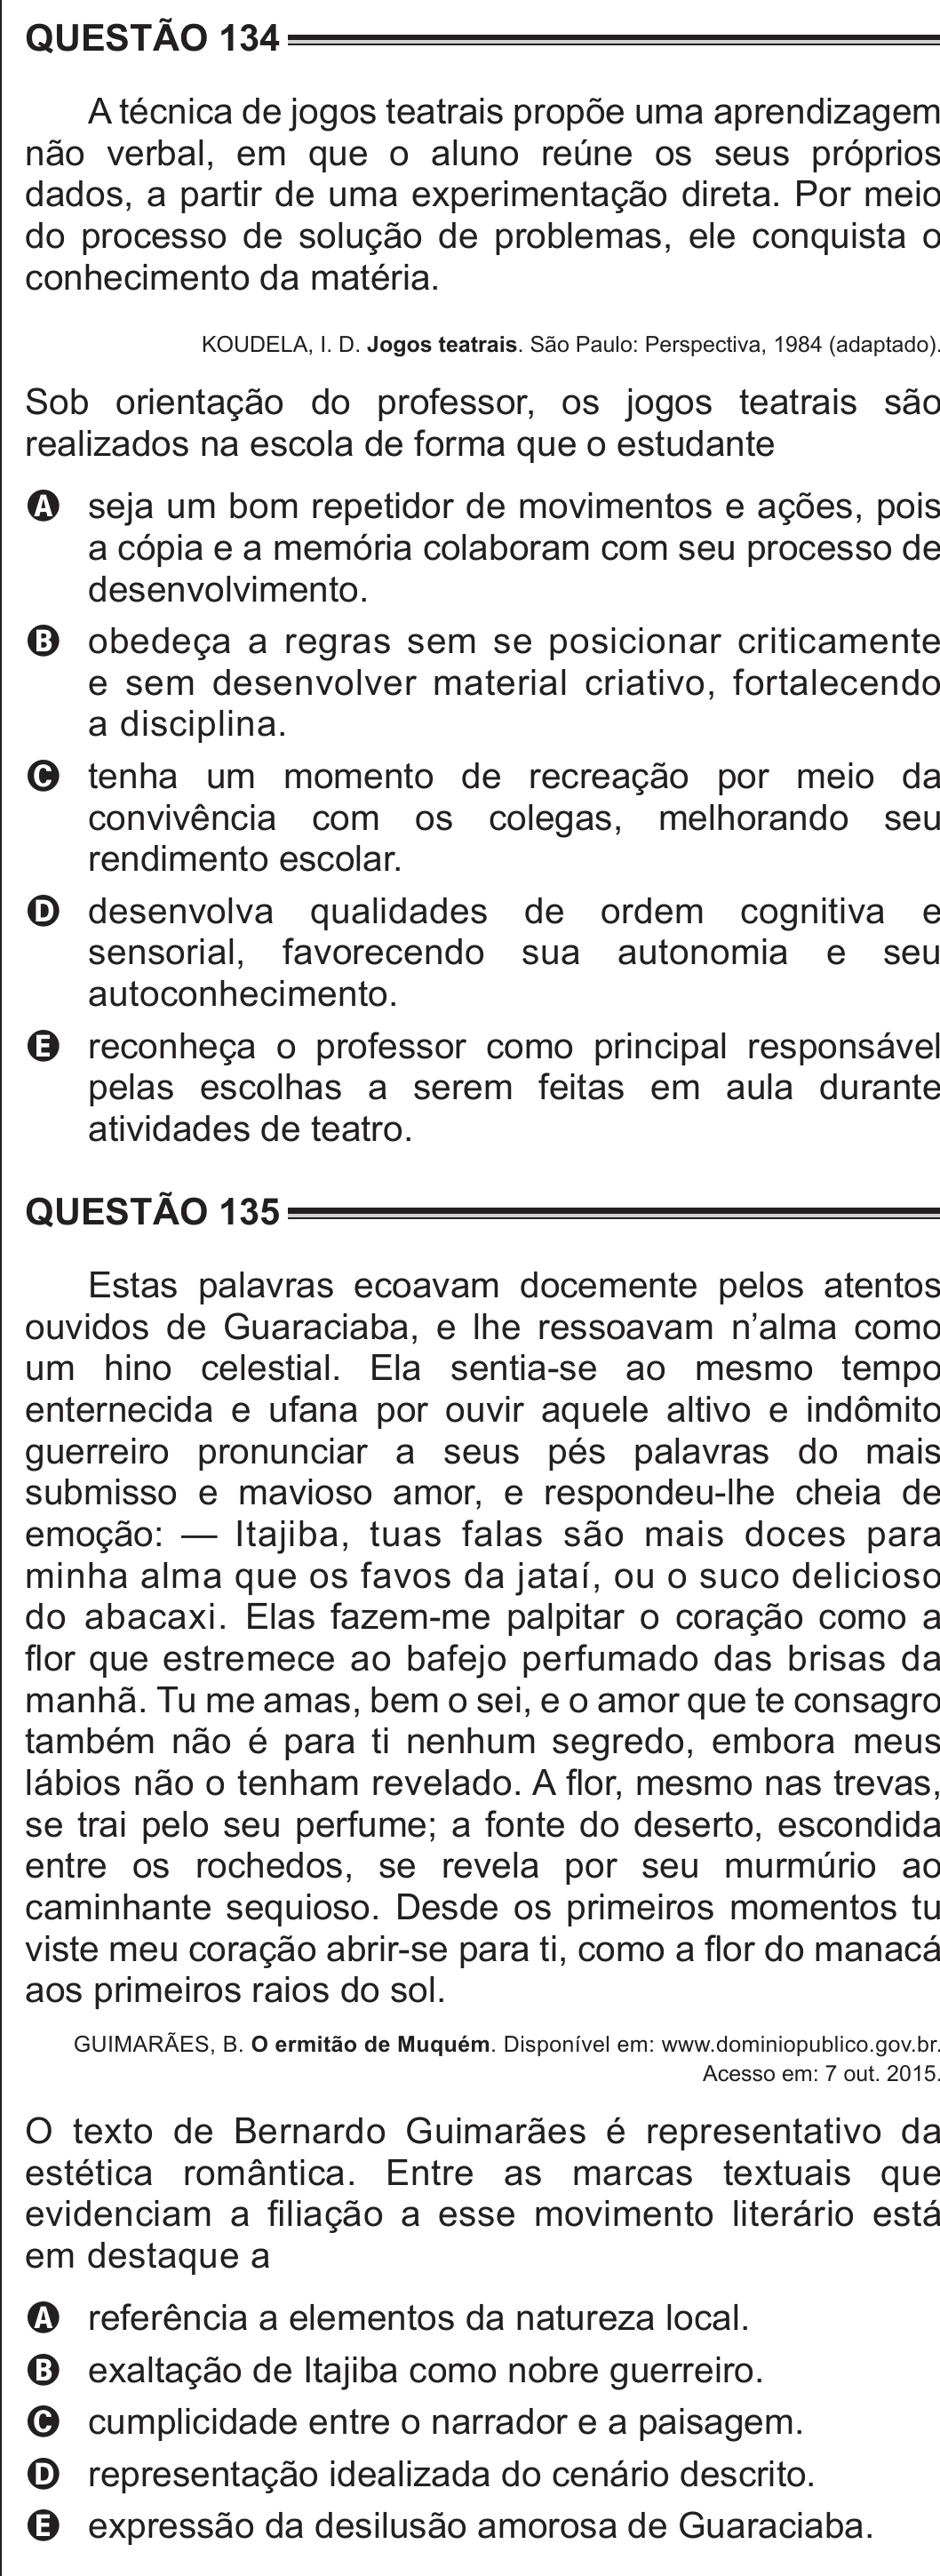 QUESTÃO 134
A técnica de jogos teatrais propõe uma aprendizagem
não verbal, em que o aluno reúne os seus próprios
dados, a partir de uma experimentação direta. Por meio
do processo de solução de problemas, ele conquista o
conhecimento da matéria.
KOUDELA, I. D. Jogos teatrais. São Paulo: Perspectiva, 1984 (adaptado).
Sob orientação do professor, os jogos teatrais são
realizados na escola de forma que o estudante
A seja um bom repetidor de movimentos e ações, pois
a cópia e a memória colaboram com seu processo de
desenvolvimento.
B obedeça a regras sem se posicionar criticamente
e sem desenvolver material criativo, fortalecendo
a disciplina.
C tenha um momento de recreação por meio da
convivência com os colegas, melhorando seu
rendimento escolar.
D desenvolva qualidades de ordem cognitiva e
sensorial, favorecendo sua autonomia e seu
autoconhecimento.
E reconheça o professor como principal responsável
pelas escolhas a serem feitas em aula durante
atividades de teatro.
QUESTÃO 135
Estas palavras ecoavam docemente pelos atentos
ouvidos de Guaraciaba, e lhe ressoavam n’alma como
um hino celestial. Ela sentia-se ao mesmo tempo
enternecida e ufana por ouvir aquele altivo e indômito
guerreiro pronunciar a seus pés palavras do mais
submisso e mavioso amor, e respondeu-lhe cheia de
emoção: — Itajiba, tuas falas são mais doces para
minha alma que os favos da jataí, ou o suco delicioso
do abacaxi. Elas fazem-me palpitar o coração como a
flor que estremece ao bafejo perfumado das brisas da
manhã. Tu me amas, bem o sei, e o amor que te consagro
também não é para ti nenhum segredo, embora meus
lábios não o tenham revelado. A flor, mesmo nas trevas,
se trai pelo seu perfume; a fonte do deserto, escondida
entre os rochedos, se revela por seu murmúrio ao
caminhante sequioso. Desde os primeiros momentos tu
viste meu coração abrir-se para ti, como a flor do manacá
aos primeiros raios do sol.
GUIMARÃES, B. O ermitão de Muquém. Disponível em: www.dominiopublico.gov.br.
Acesso em: 7 out. 2015.
O texto de Bernardo Guimarães é representativo da
estética romântica. Entre as marcas textuais que
evidenciam a filiação a esse movimento literário está
em destaque a
A referência a elementos da natureza local.
B exaltação de Itajiba como nobre guerreiro.
C cumplicidade entre o narrador e a paisagem.
D representação idealizada do cenário descrito.
E expressão da desilusão amorosa de Guaraciaba.